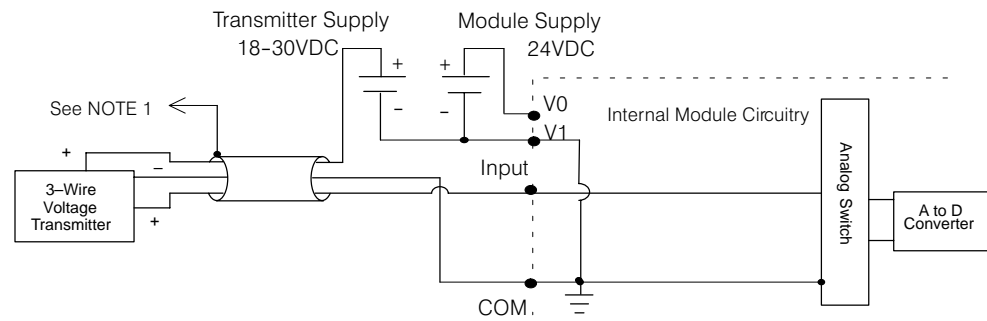 Transmitter Supply
18–30VDC
Module Supply
24VDC
+
–
+
–
See NOTE 1
V0
V1
Internal Module Circuitry
Input
+
–
+
3–Wire
Voltage
Transmitter
Analog Switch
A to D
Converter
COM